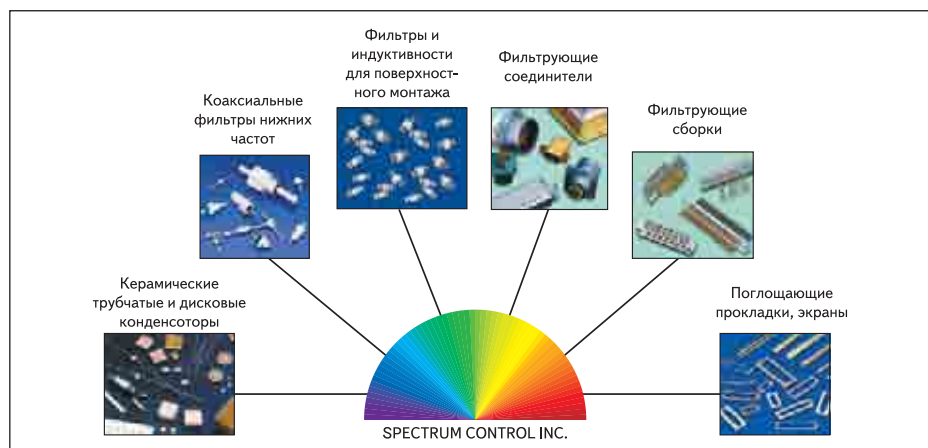 Керамические
трубчатые и дисковые
конденсоторы
Коаксиальные
фильтры нижних
частот
Фильтры и
индуктивности
для поверхност-
ного монтажа
Фильтрующие
соединители
Фильтрующие
сборки
Поглощающие
прокладки, экраны
SPECTRUM CONTROL INC.